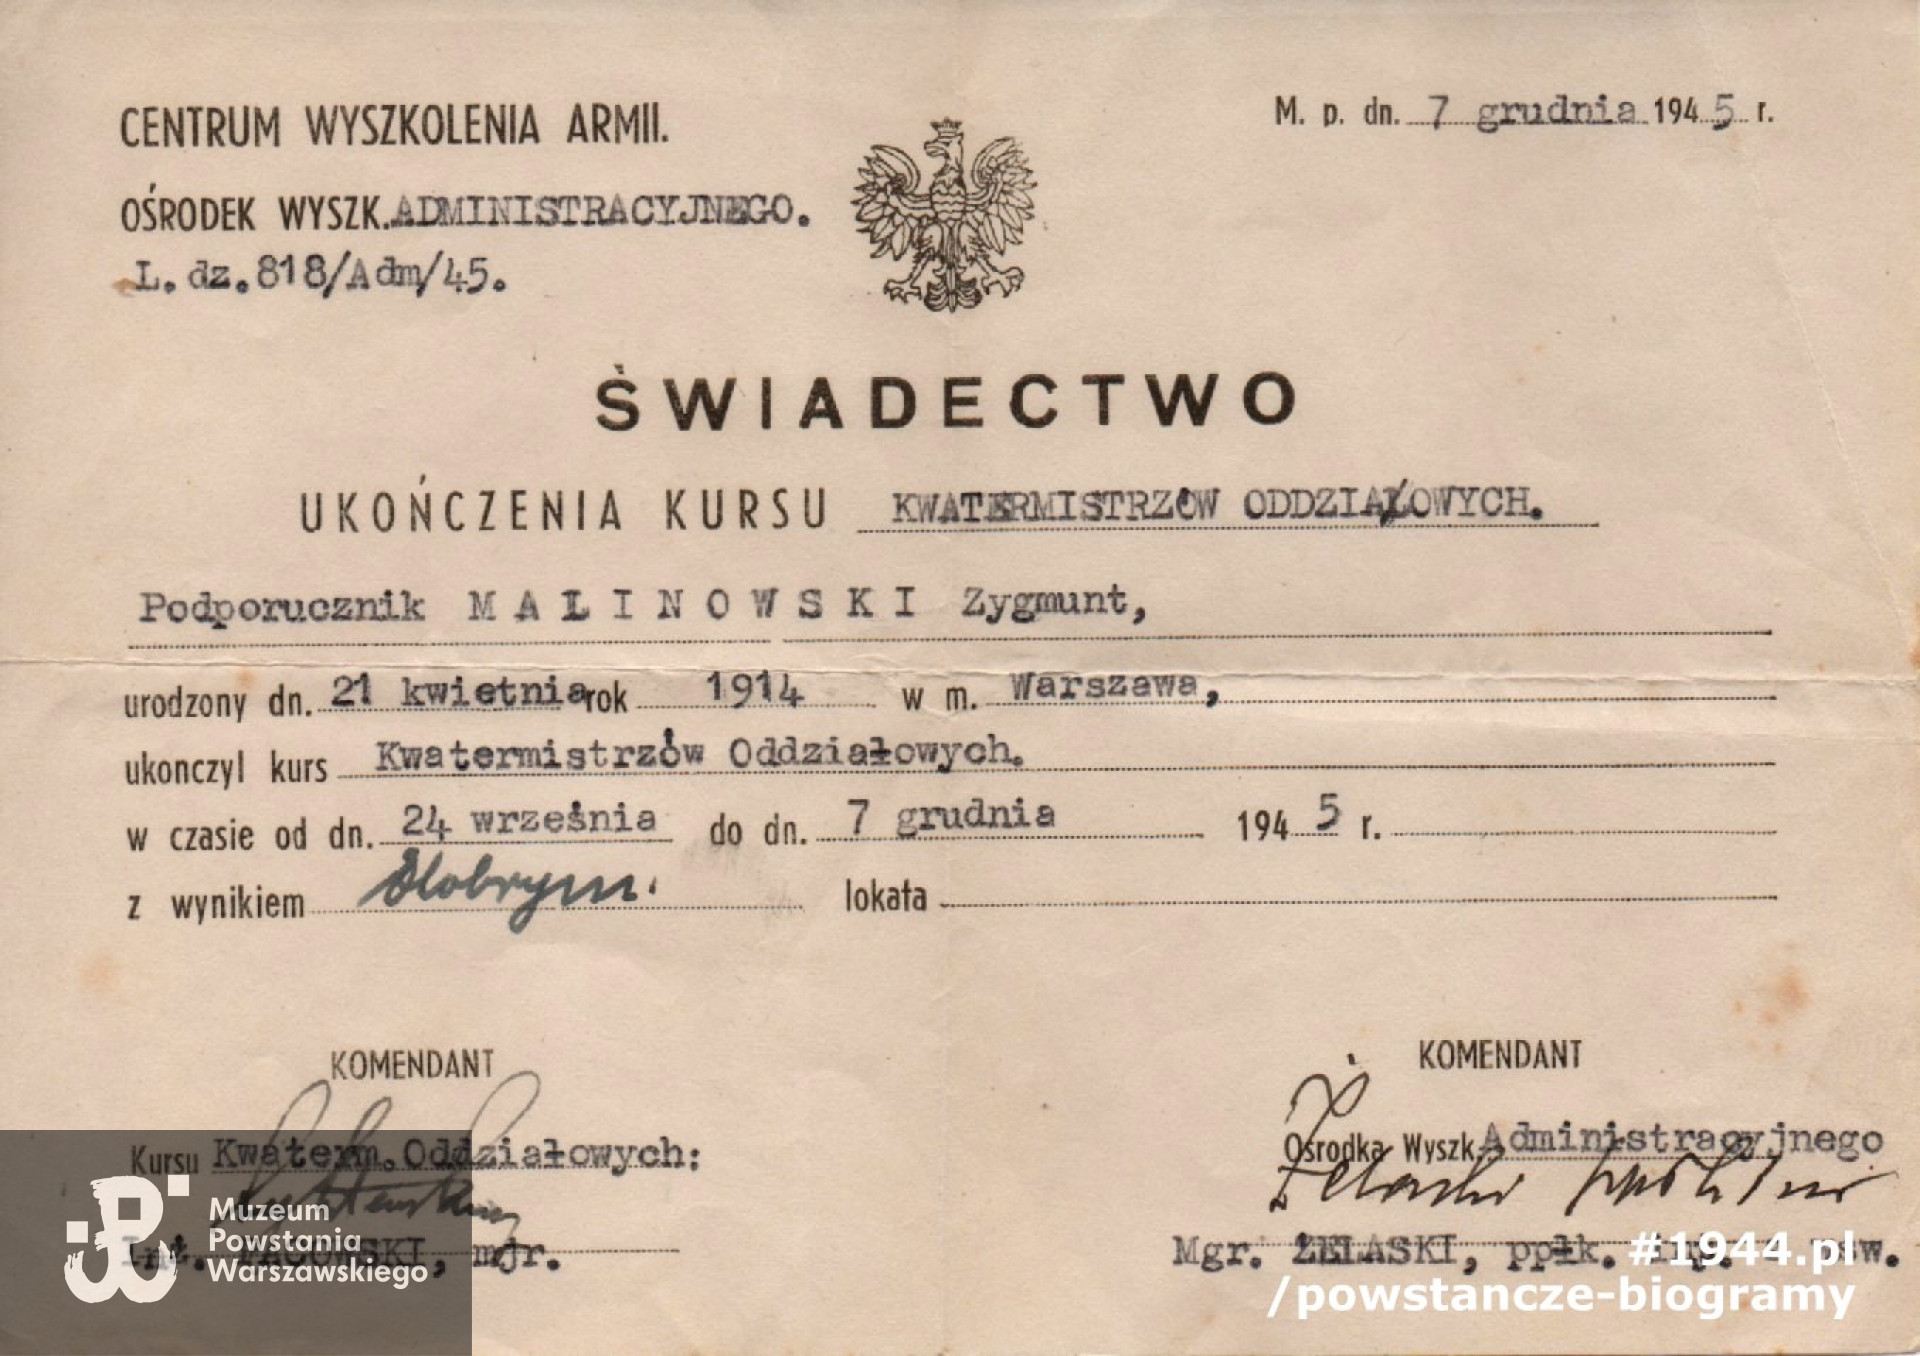 CENTRUM WYSZKOLENIA ARMII.
M. p. dn. 7 grudnia 1945 r.
OŚRODEK WYSZK. ADMINISTRACYJNEGO.
L. dz. 818/Adm/45.
ŚWIADECTWO
UKOŃCZENIA KURSU KWATERMISTRZÓW ODDZIAŁOWYCH.
Podporucznik MALINOWSKI Zygmunt,
urodzony dn. 21 kwietnia rok 1914 w m. Warszawa,
ukonczyl kurs Kwatermistrzów Oddziałowych.
w czasie od dn. 24 września do dn. 7 grudnia 1945 r.
z wynikiem dobrym. lokata
KOMENDANT
Kursu Kwaterm. Oddziałowych:
Int. mjr.
KOMENDANT
Ośrodka Wyszk. Administracyjnego
Żelaski
Mgr. ŻELASKI, ppłk.
Muzeum
Powstania
Warszawskiego
#1944.pl
/powstancze-biogramy